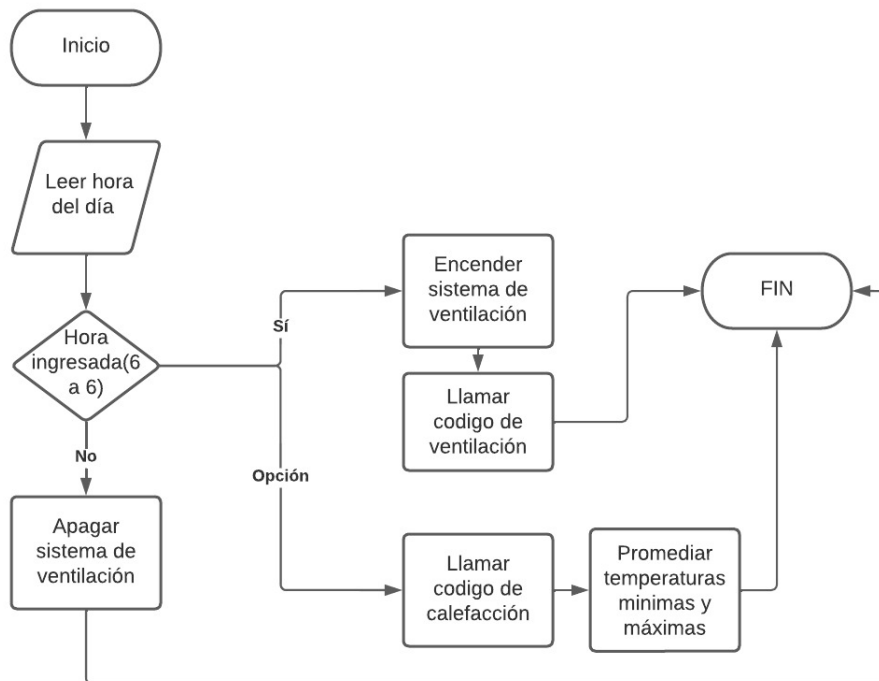 Inicio
Leer hora
del día
Hora
ingresada(6
a 6)
Sí
Encender
sistema de
ventilación
FIN
Llamar
codigo de
ventilación
No
Opción
Apagar
sistema de
ventilación
Llamar
codigo de
calefacción
Promediar
temperaturas
minimas y
máximas